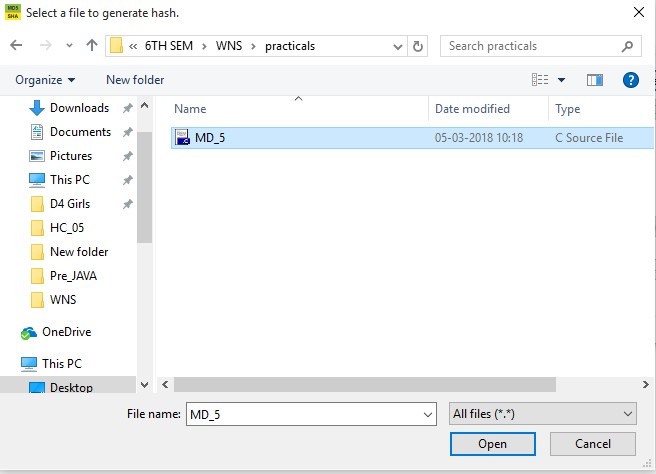 MD5
SHA
Select a file to generate hash.
« 6TH SEM > WNS > practicals
Search practicals
Organize
New folder
?
Name
Date modified
Type
Downloads
Documents
Pictures
This PC
D4 Girls
HC_05
New folder
Pre_JAVA
WNS
OneDrive
This PC
Desktop
MD_5
05-03-2018 10:18
C Source File
File name:
MD_5
All files (*.*)
Open
Cancel